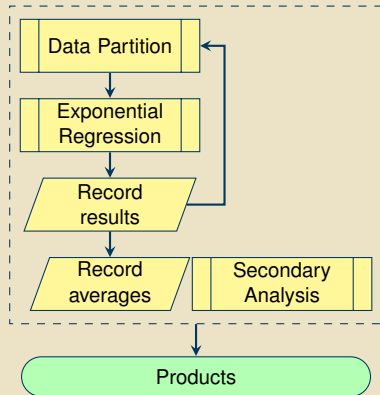 Data Partition
Exponential
Regression
Record
results
Record
averages
Secondary
Analysis
Products